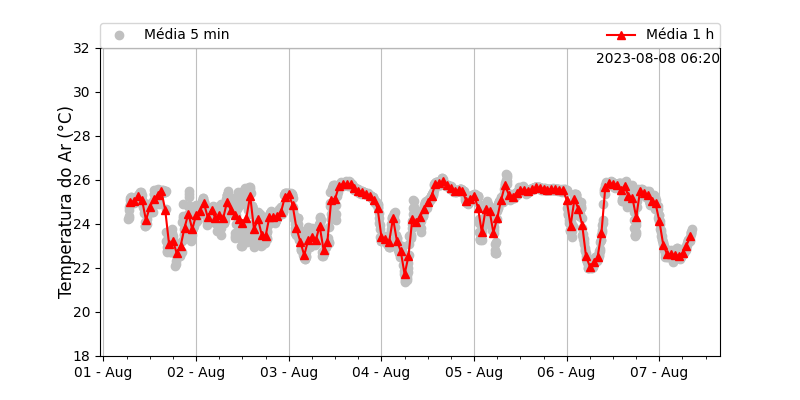 Média 5 min
Média 1 h
2023-08-08 06:20
Temperatura do Ar (°C)
32
30
28
26
24
22
20
18
01 - Aug
02 - Aug
03 - Aug
04 - Aug
05 - Aug
06 - Aug
07 - Aug